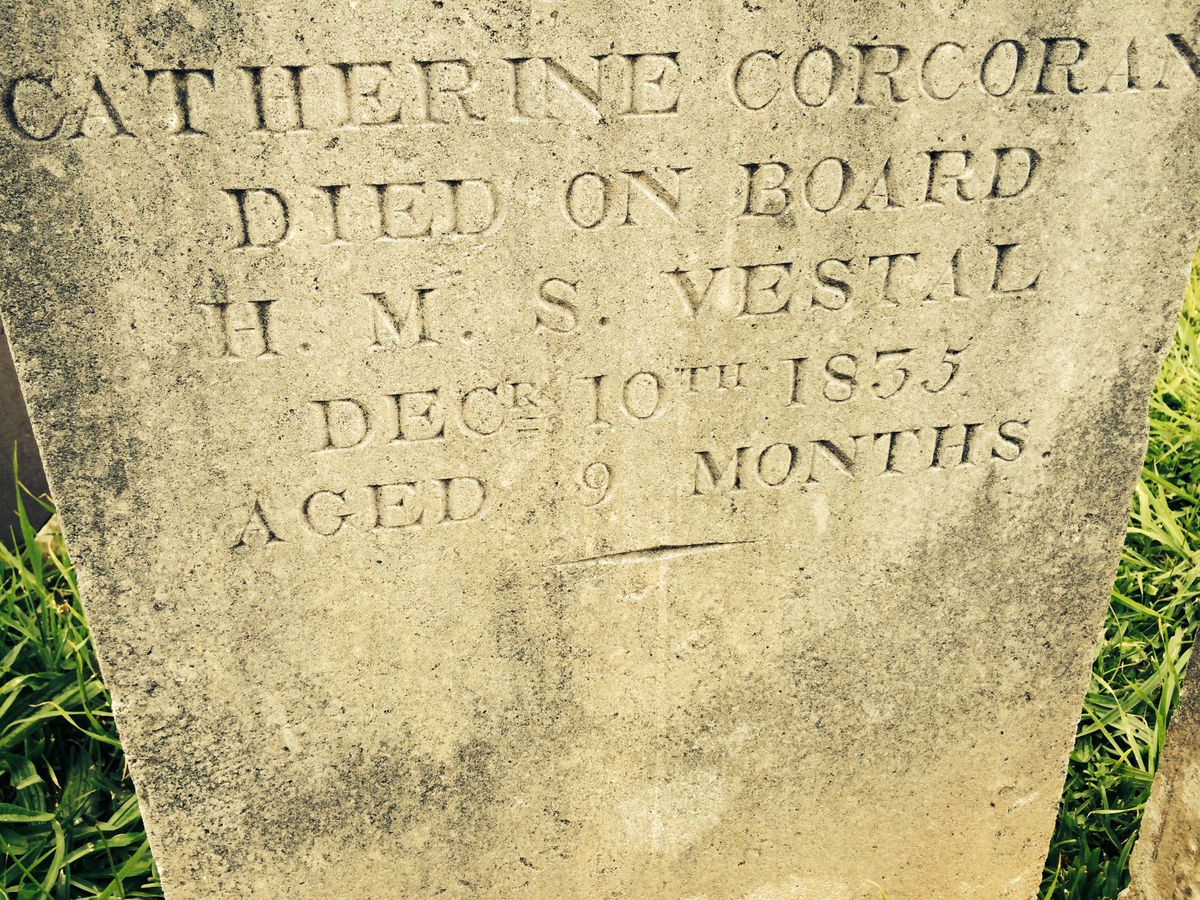 CATHERINE CORCORAN
DIED ON BOARD
H. M. S. VESTAL
DECR 10TH 1835
AGED 9 MONTHS.